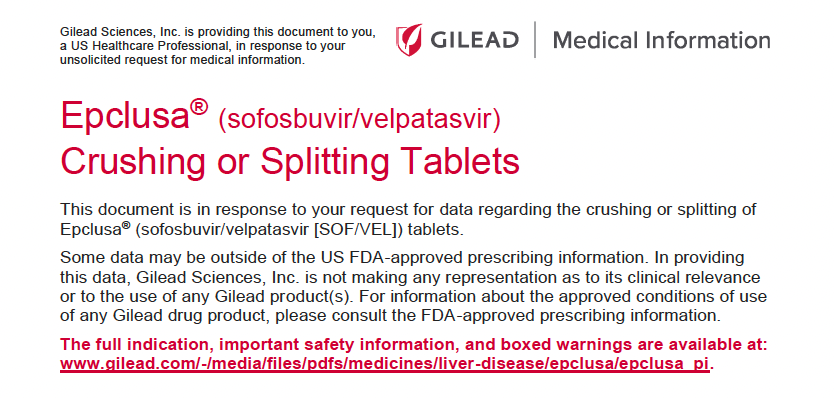 Gilead Sciences, Inc. is providing this document to you,
a US Healthcare Professional, in response to your
unsolicited request for medical information.
GILEAD | Medical Information
Epclusa® (sofosbuvir/velpatasvir)
Crushing or Splitting Tablets
This document is in response to your request for data regarding the crushing or splitting of
Epclusa® (sofosbuvir/velpatasvir [SOF/VEL]) tablets.
Some data may be outside of the US FDA-approved prescribing information. In providing
this data, Gilead Sciences, Inc. is not making any representation as to its clinical relevance
or to the use of any Gilead product(s). For information about the approved conditions of use
of any Gilead drug product, please consult the FDA-approved prescribing information.
The full indication, important safety information, and boxed warnings are available at:
www.gilead.com/-/media/files/pdfs/medicines/liver-disease/epclusa/epclusa_pi.